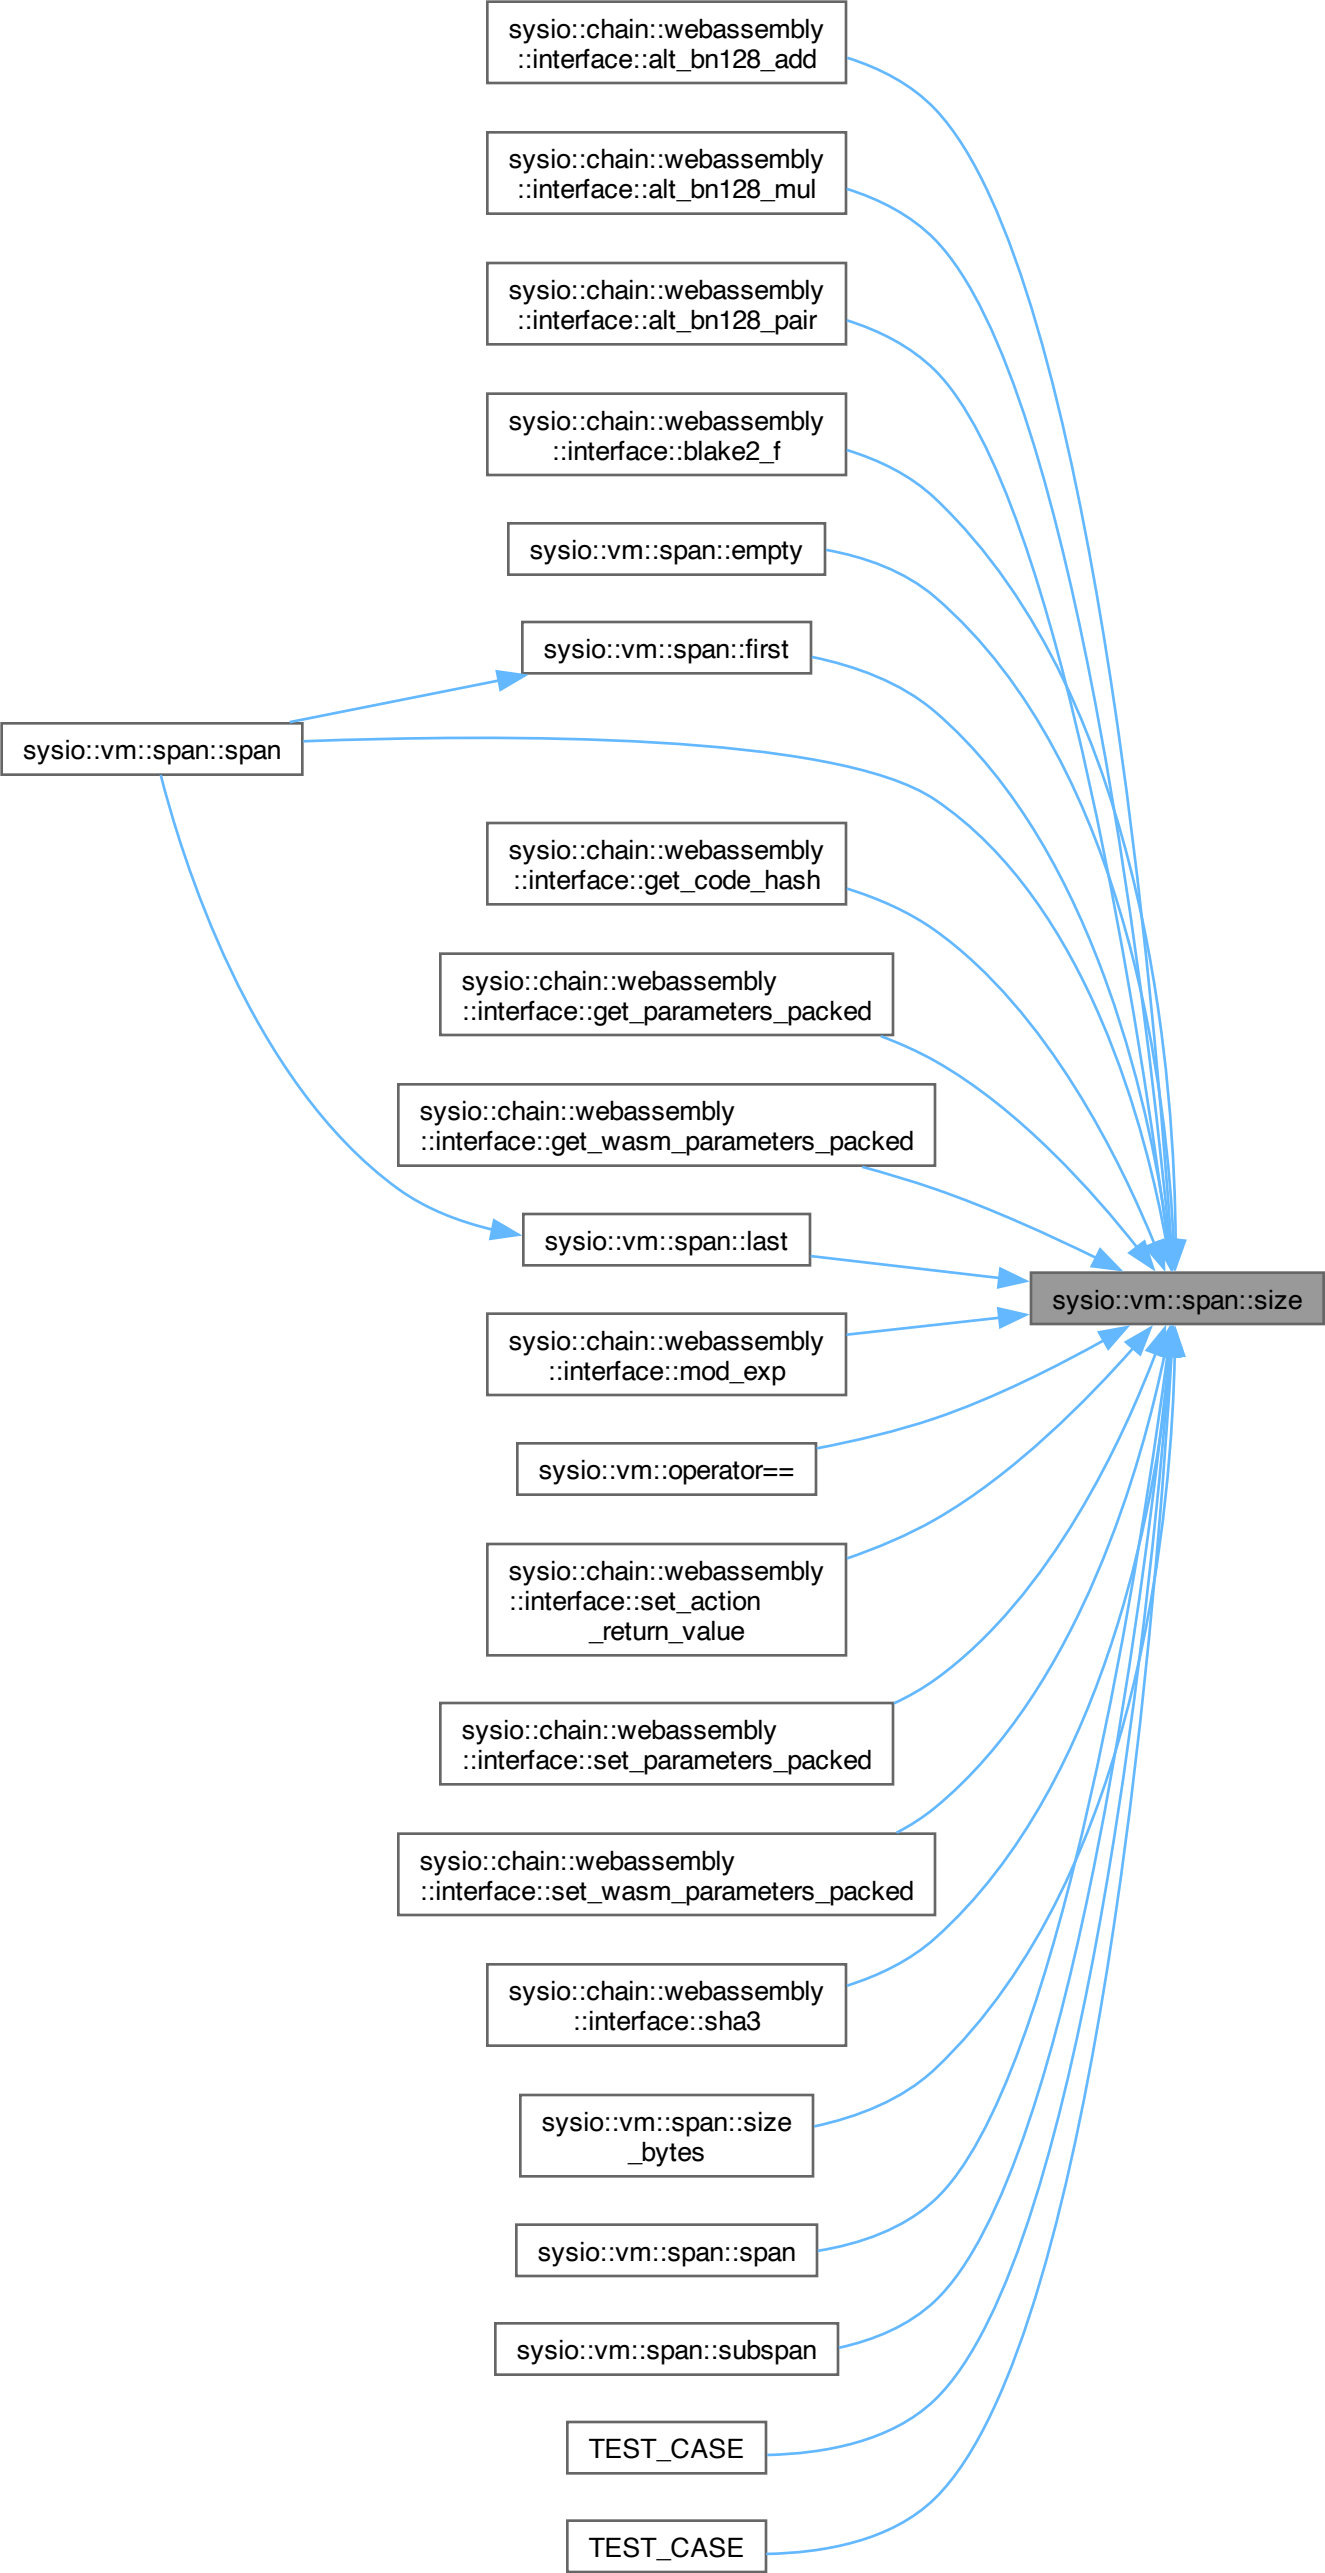 sysio::chain::webassembly
::interface::alt_bn128_add
sysio::chain::webassembly
::interface::alt_bn128_mul
sysio::chain::webassembly
::interface::alt_bn128_pair
sysio::chain::webassembly
::interface::blake2_f
sysio::vm::span::empty
sysio::vm::span::first
sysio::vm::span::span
sysio::chain::webassembly
::interface::get_code_hash
sysio::chain::webassembly
::interface::get_parameters_packed
sysio::chain::webassembly
::interface::get_wasm_parameters_packed
sysio::vm::span::last
sysio::vm::span::size
sysio::chain::webassembly
::interface::mod_exp
sysio::vm::operator==
sysio::chain::webassembly
::interface::set_action
_return_value
sysio::chain::webassembly
::interface::set_parameters_packed
sysio::chain::webassembly
::interface::set_wasm_parameters_packed
sysio::chain::webassembly
::interface::sha3
sysio::vm::span::size
_bytes
sysio::vm::span::span
sysio::vm::span::subspan
TEST_CASE
TEST_CASE